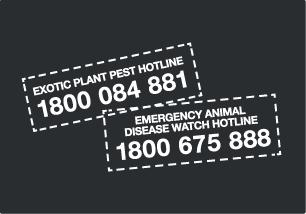 EXOTIC PLANT PEST HOTLINE
1800 084 881
EMERGENCY ANIMAL
DISEASE WATCH HOTLINE
1800 675 888